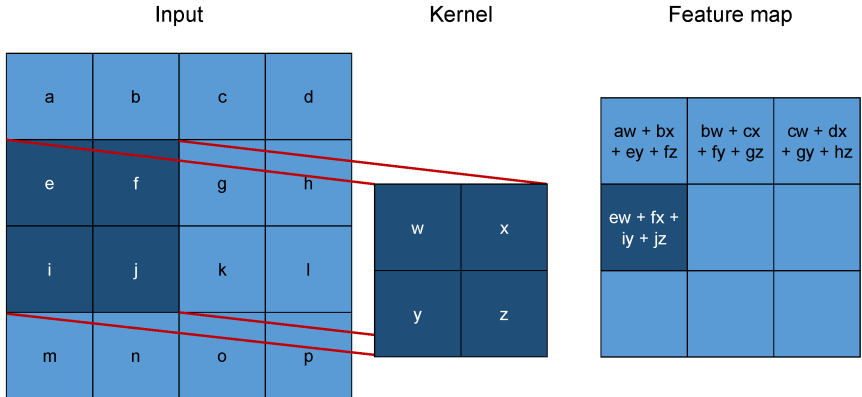 Input
Kernel
Feature map
a b c d
e f g h
i j k l
m n o p
w x
y z
aw + bx
+ ey + fz
bw + cx
+ fy + gz
cw + dx
+ gy + hz
ew + fx +
iy + jz